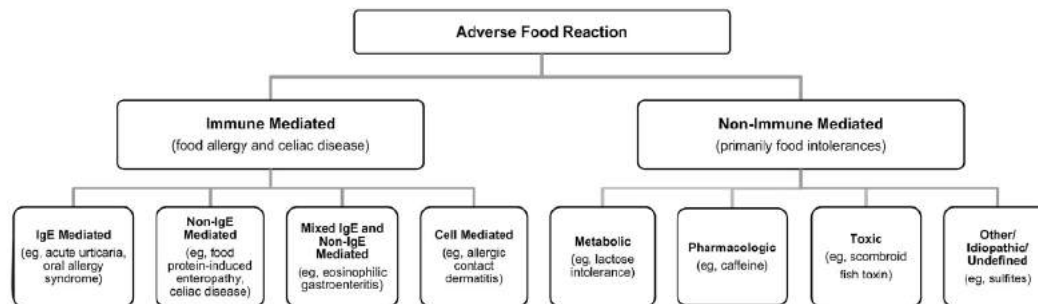 Adverse Food Reaction
Immune Mediated
(food allergy and celiac disease)
Non-Immune Mediated
(primarily food intolerances)
IgE Mediated
(eg, acute urticaria,
oral allergy
syndrome)
Non-IgE
Mediated
(eg, food
protein-induced
enteropathy,
celiac disease)
Mixed IgE and
Non-IgE
Mediated
(eg, eosinophilic
gastroenteritis)
Cell Mediated
(eg, allergic
contact
dermatitis)
Metabolic
(eg, lactose
intolerance)
Pharmacologic
(eg, caffeine)
Toxic
(eg, scombroid
fish toxin)
Other/
Idiopathic/
Undefined
(eg, sulfites)